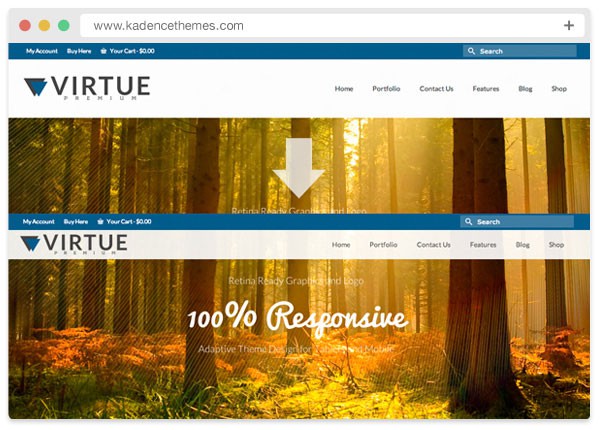 www.kadencethemes.com
My Account Buy Here Your Cart - $0.00 Search
VIRTUE
PREMIUM
Home Portfolio Contact Us Features Blog Shop
Retina Ready Graphics and Logo
My Account Buy Here Your Cart - $0.00 Search
VIRTUE
PREMIUM
Home Portfolio Contact Us Features Blog Shop
Retina Ready Graphics and Logo
100% Responsive
Adaptive Theme Design for Tablets and Mobile